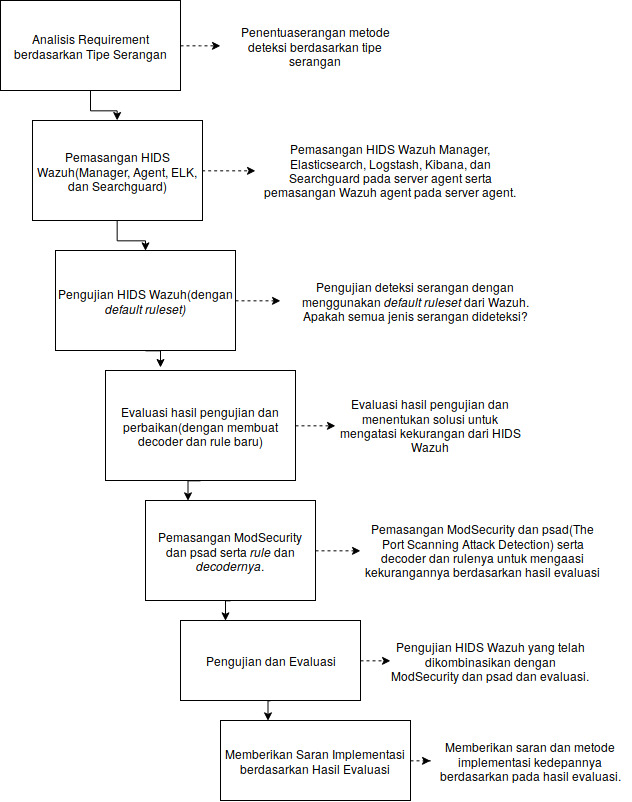 Analisis Requirement
berdasarkan Tipe Serangan
Penentuaserangan metode
deteksi berdasarkan tipe
serangan
Pemasangan HIDS
Wazuh(Manager, Agent, ELK,
dan Searchguard)
Pemasangan HIDS Wazuh Manager,
Elasticsearch, Logstash, Kibana, dan
Searchguard pada server agent serta
pemasangan Wazuh agent pada server agent.
Pengujian HIDS Wazuh(dengan
default ruleset)
Pengujian deteksi serangan dengan
menggunakan default ruleset dari Wazuh.
Apakah semua jenis serangan dideteksi?
Evaluasi hasil pengujian dan
perbaikan(dengan membuat
decoder dan rule baru)
Evaluasi hasil pengujian dan
menentukan solusi untuk
mengatasi kekurangan dari HIDS
Wazuh
Pemasangan ModSecurity
dan psad serta rule dan
decodernya.
Pemasangan ModSecurity dan psad(The
Port Scanning Attack Detection) serta
decoder dan rulenya untuk mengaasi
kekurangannya berdasarkan hasil evaluasi
Pengujian dan Evaluasi
Pengujian HIDS Wazuh yang telah
dikombinasikan dengan
ModSecurity dan psad dan evaluasi.
Memberikan Saran Implementasi
berdasarkan Hasil Evaluasi
Memberikan saran dan metode
implementasi kedepannya
berdasarkan pada hasil evaluasi.